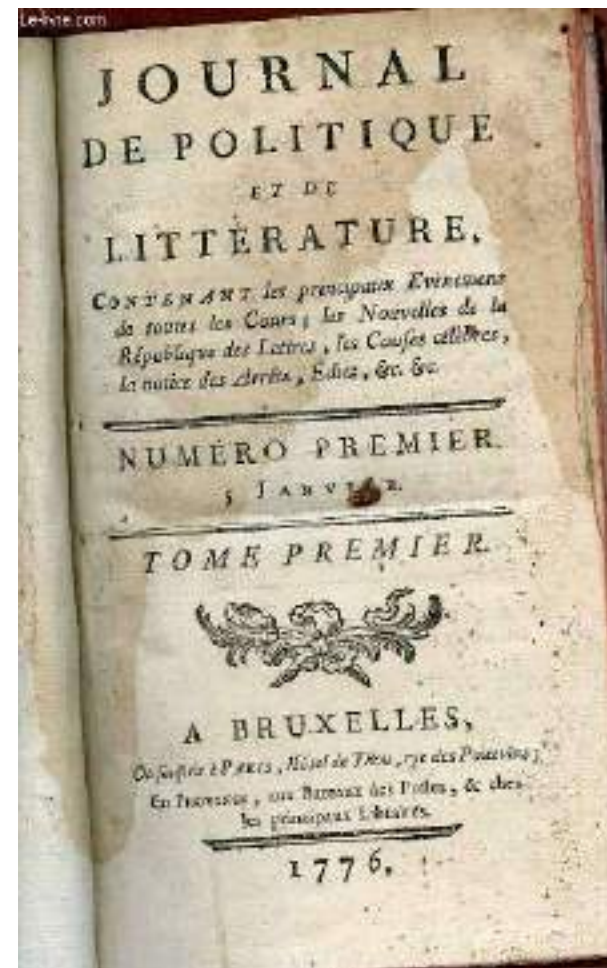 Le-livre.com
JOURNAL
DE POLITIQUE
ET DE
LITTÉRATURE,
CONTENANT les principaux Evénemens
de toutes les Cours; les Nouvelles de la
République des Lettres, les Causes célèbres,
la notice des Arrêts, Edits, &c. &c.
NUMÉRO PREMIER.
5 JANVIER.
TOME PREMIER.
A BRUXELLES,
On souscrit à PARIS, Hôtel de THOU, rue des Poitevins;
En PROVINCE, aux Bureaux des Postes, & chez
les principaux Libraires.
1776.